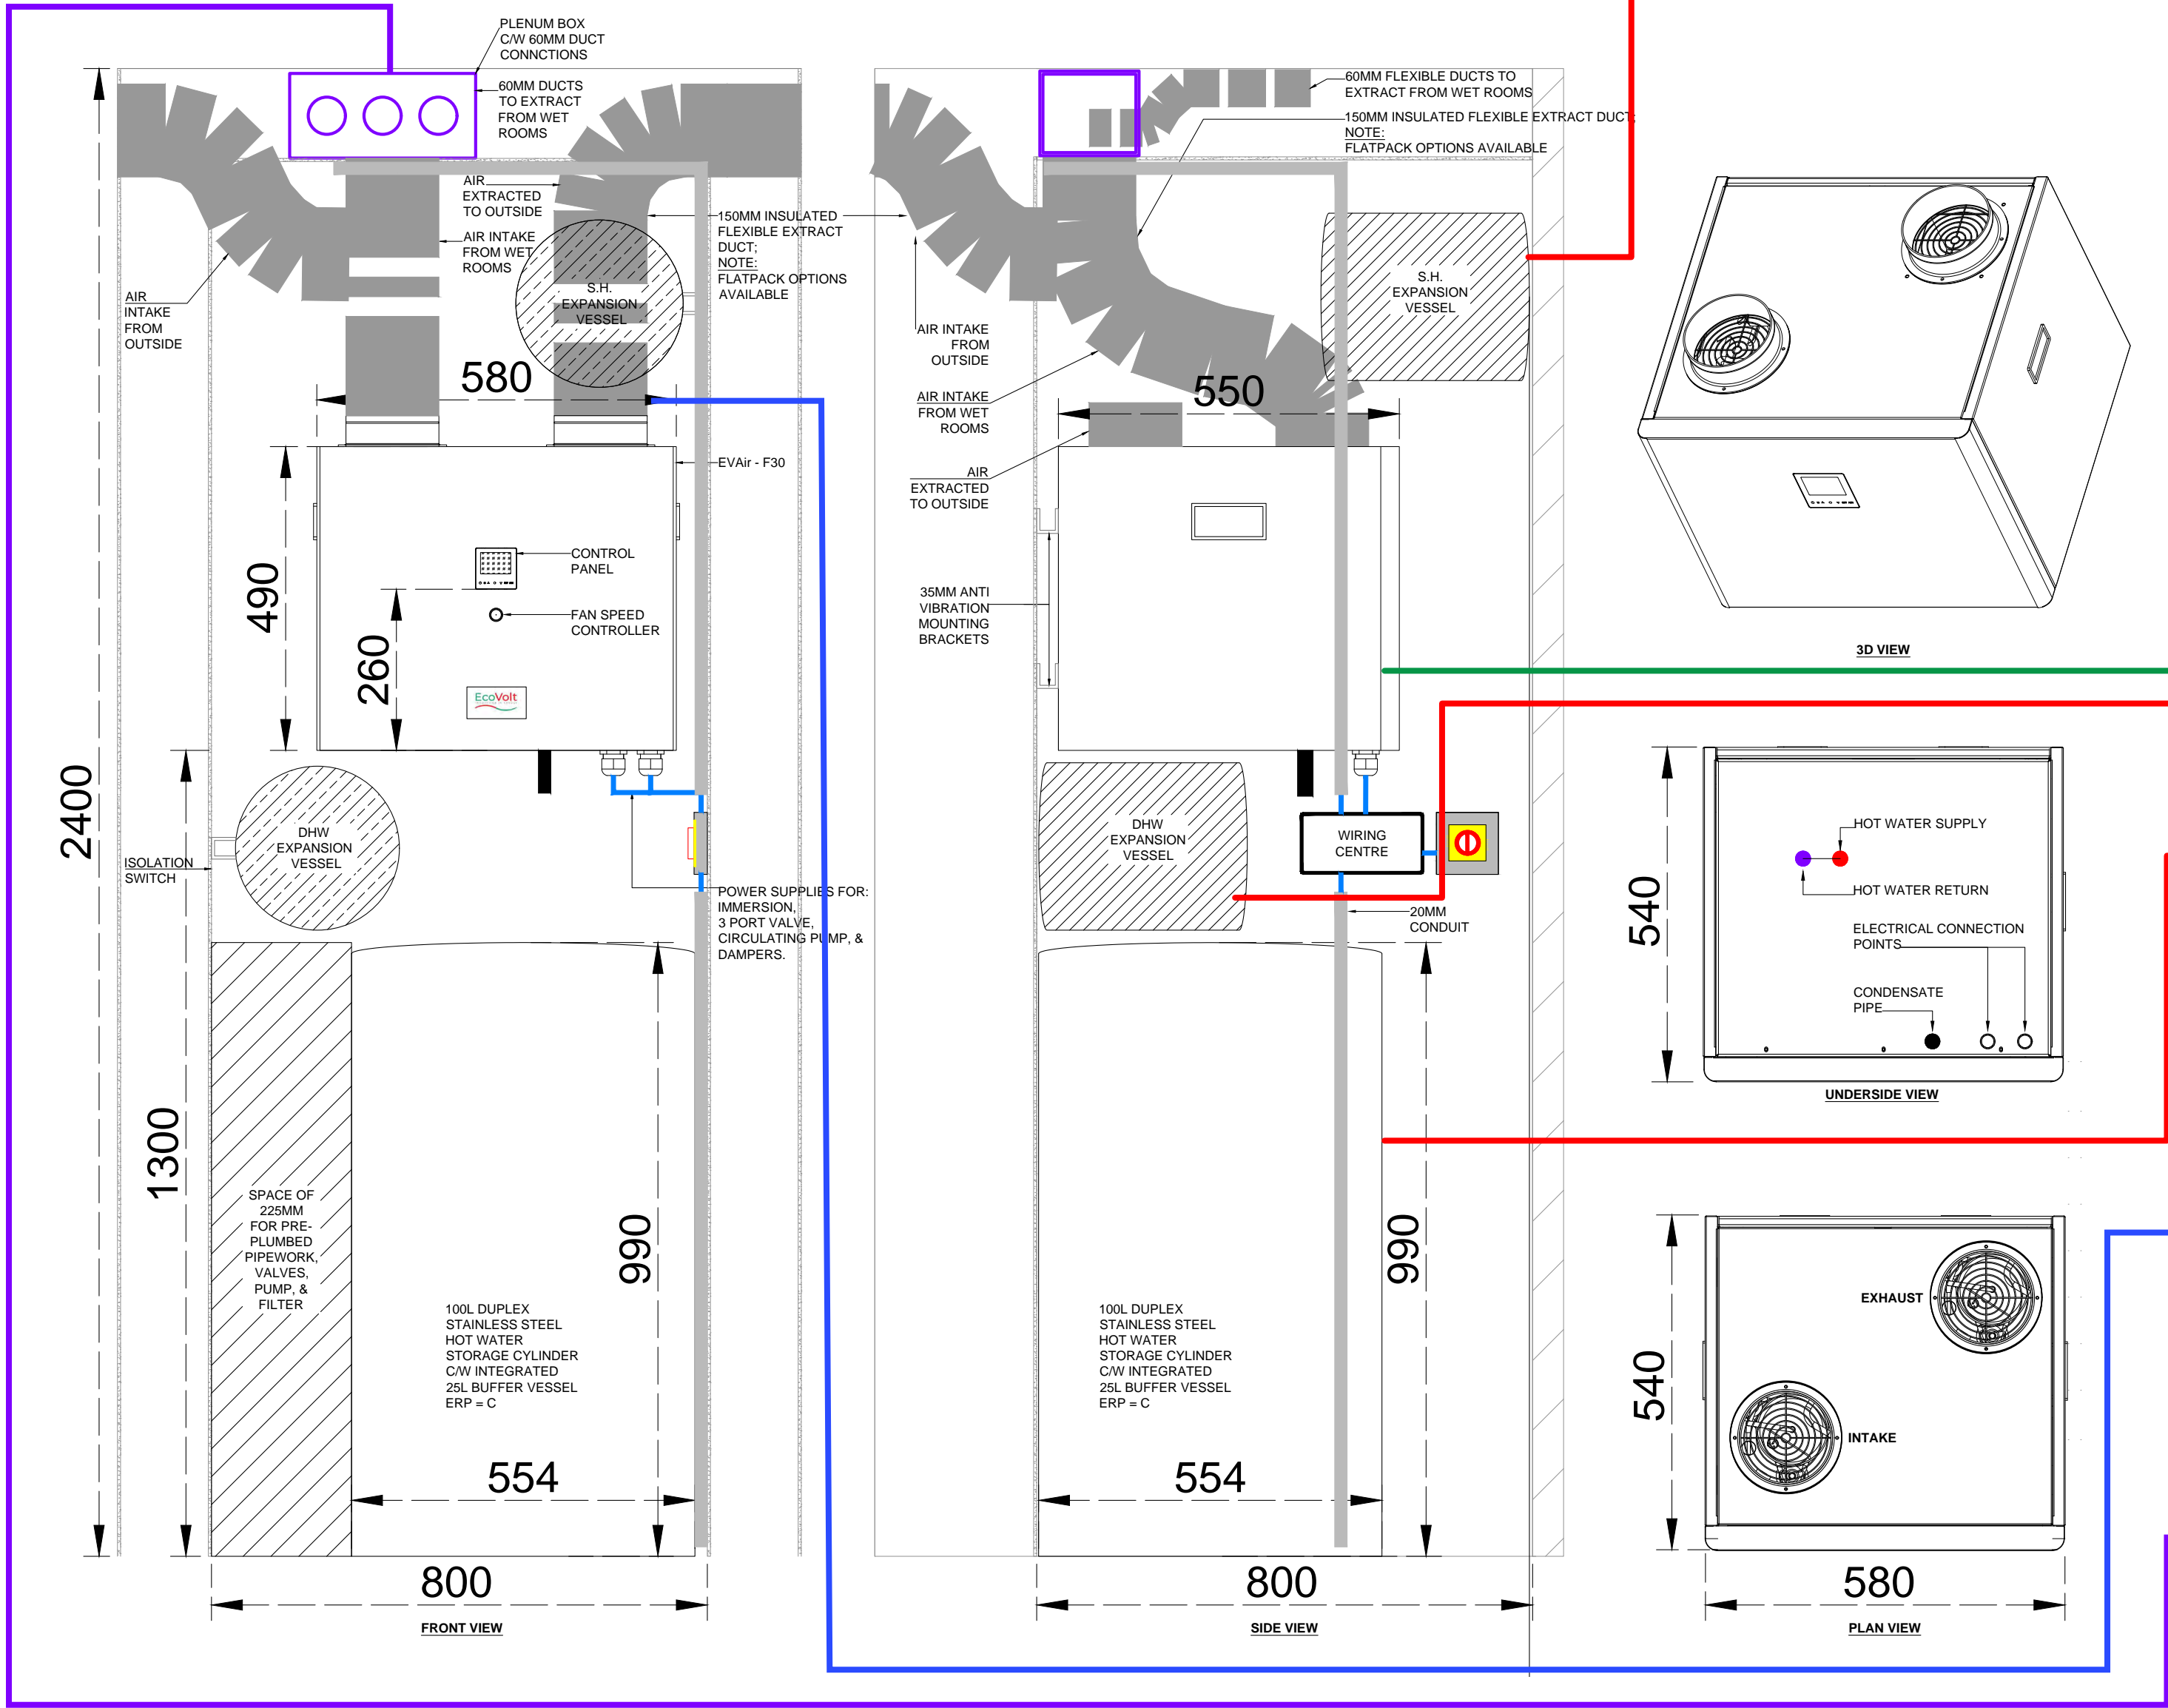 PLENUM BOX
C/W 60MM DUCT
CONNCTIONS
60MM DUCTS
TO EXTRACT
FROM WET
ROOMS
AIR
EXTRACTED
TO OUTSIDE
AIR INTAKE
FROM WET
ROOMS
150MM INSULATED
FLEXIBLE EXTRACT
DUCT;
NOTE:
FLATPACK OPTIONS
AVAILABLE
AIR
INTAKE
FROM
OUTSIDE
S.H.
EXPANSION
VESSEL
580
EVAir - F30
CONTROL
PANEL
FAN SPEED
CONTROLLER
490
260
EcoVolt
2400
1300
DHW
EXPANSION
VESSEL
ISOLATION
SWITCH
POWER SUPPLIES FOR:
IMMERSION,
3 PORT VALVE,
CIRCULATING PUMP, &
DAMPERS.
SPACE OF
225MM
FOR PRE-
PLUMBED
PIPEWORK,
VALVES,
PUMP, &
FILTER
990
100L DUPLEX
STAINLESS STEEL
HOT WATER
STORAGE CYLINDER
C/W INTEGRATED
25L BUFFER VESSEL
ERP = C
554
800
FRONT VIEW
60MM FLEXIBLE DUCTS TO
EXTRACT FROM WET ROOMS
150MM INSULATED FLEXIBLE EXTRACT DUCT;
NOTE:
FLATPACK OPTIONS AVAILABLE
S.H.
EXPANSION
VESSEL
AIR INTAKE
FROM
OUTSIDE
AIR INTAKE
FROM WET
ROOMS
550
AIR
EXTRACTED
TO OUTSIDE
35MM ANTI
VIBRATION
MOUNTING
BRACKETS
DHW
EXPANSION
VESSEL
WIRING
CENTRE
20MM
CONDUIT
990
100L DUPLEX
STAINLESS STEEL
HOT WATER
STORAGE CYLINDER
C/W INTEGRATED
25L BUFFER VESSEL
ERP = C
554
800
SIDE VIEW
3D VIEW
540
HOT WATER SUPPLY
HOT WATER RETURN
ELECTRICAL CONNECTION
POINTS
CONDENSATE
PIPE
UNDERSIDE VIEW
540
EXHAUST
INTAKE
580
PLAN VIEW